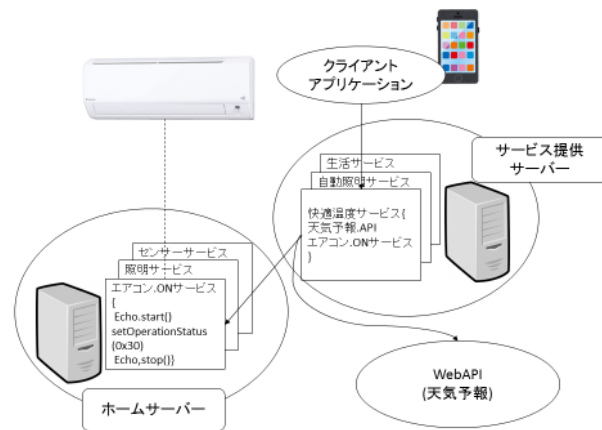 クライアント
アプリケーション
サービス提供
サーバー
生活サービス
自動照明サービス
快適温度サービス{
天気予報.API
エアコン.ONサービス
}
センサーサービス
照明サービス
エアコン.ONサービス
{
Echo.start()
setOperationStatus
(0x30)
Echo,stop()}
ホームサーバー
WebAPI
(天気予報)